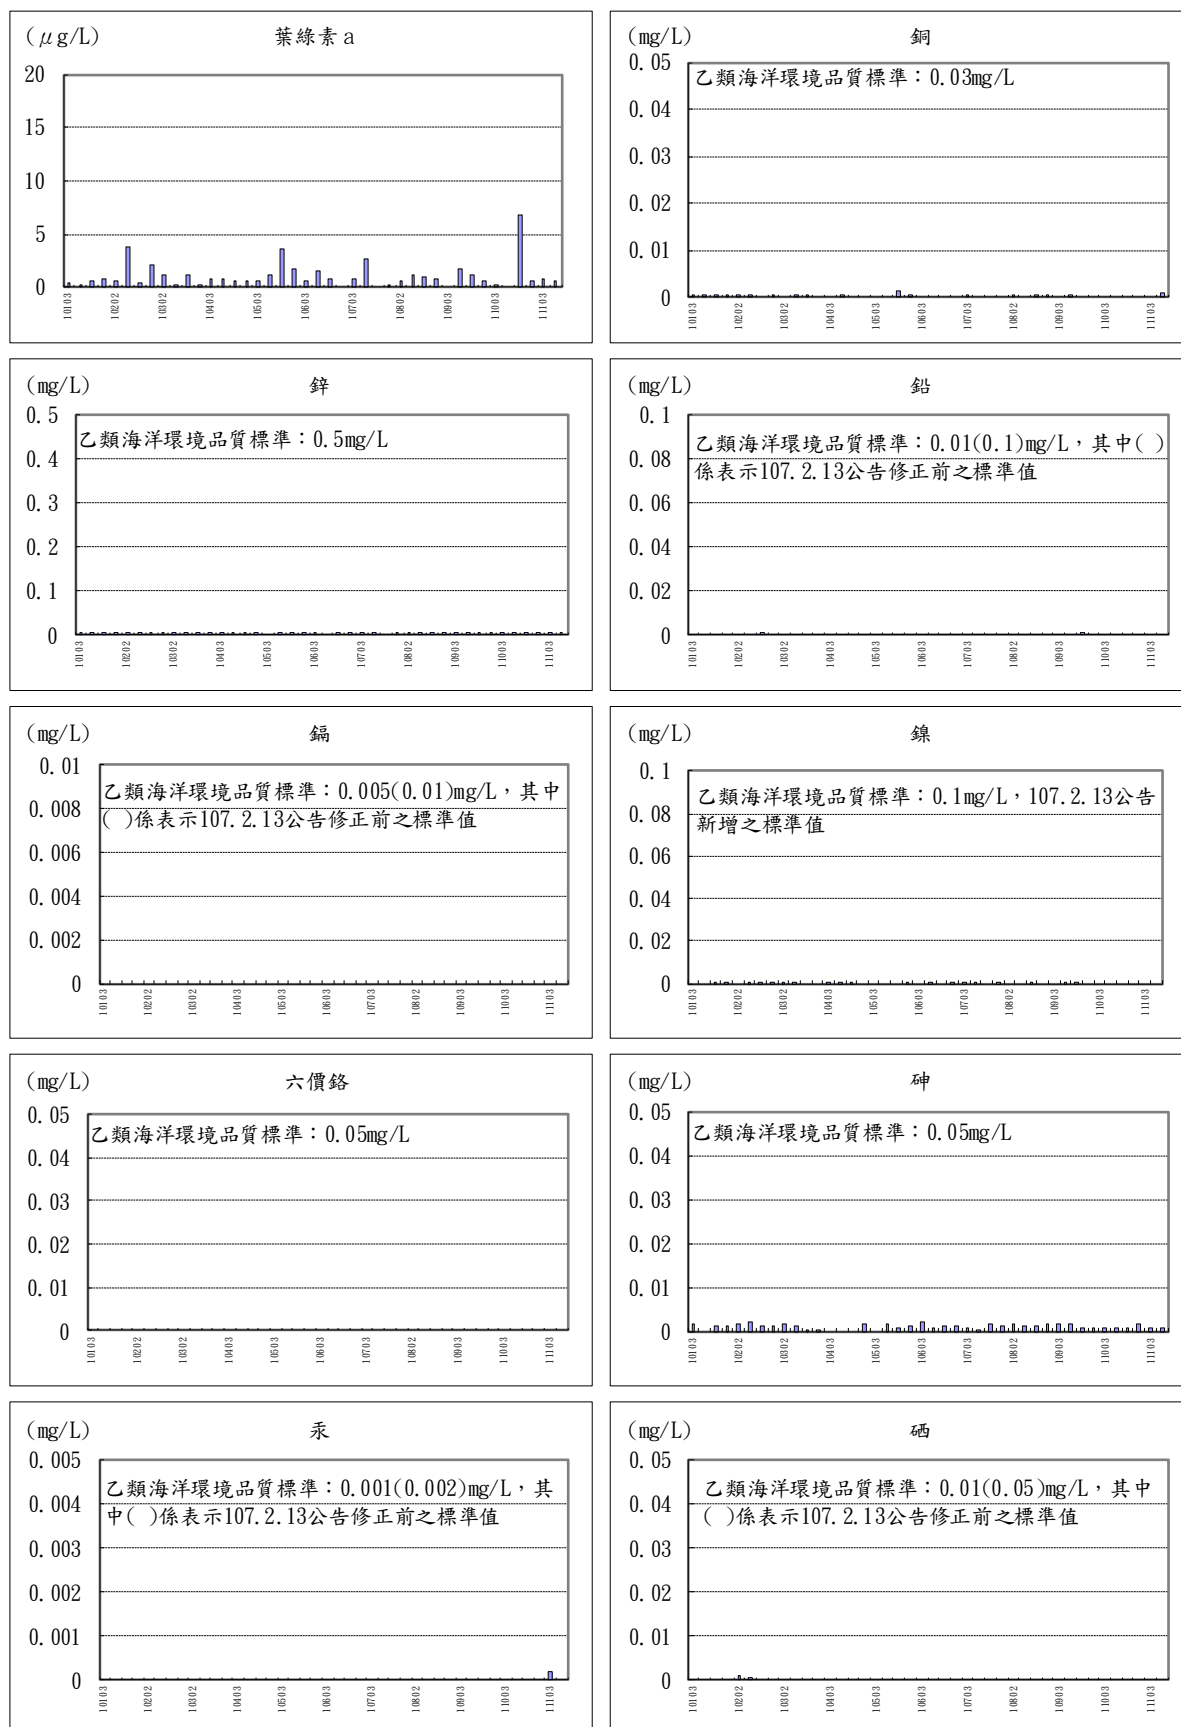 (μg/L) 葉綠素a
20
15
10
5
0
10103 10202 10302 10403 10503 10603 10703 10802 10903 11003 11103
(mg/L) 銅
乙類海洋環境品質標準：0.03mg/L
0.05
0.04
0.03
0.02
0.01
0
10103 10202 10302 10403 10503 10603 10703 10802 10903 11003 11103
(mg/L) 鋅
乙類海洋環境品質標準：0.5mg/L
0.5
0.4
0.3
0.2
0.1
0
10103 10202 10302 10403 10503 10603 10703 10802 10903 11003 11103
(mg/L) 鉛
乙類海洋環境品質標準：0.01(0.1)mg/L，其中( )
係表示107.2.13公告修正前之標準值
0.1
0.08
0.06
0.04
0.02
0
10103 10202 10302 10403 10503 10603 10703 10802 10903 11003 11103
(mg/L) 鎘
乙類海洋環境品質標準：0.005(0.01)mg/L，其中
( )係表示107.2.13公告修正前之標準值
0.01
0.008
0.006
0.004
0.002
0
10103 10202 10302 10403 10503 10603 10703 10802 10903 11003 11103
(mg/L) 鎳
乙類海洋環境品質標準：0.1mg/L，107.2.13公告
新增之標準值
0.1
0.08
0.06
0.04
0.02
0
10103 10202 10302 10403 10503 10603 10703 10802 10903 11003 11103
(mg/L) 六價鉻
乙類海洋環境品質標準：0.05mg/L
0.05
0.04
0.03
0.02
0.01
0
10103 10202 10302 10403 10503 10603 10703 10802 10903 11003 11103
(mg/L) 砷
乙類海洋環境品質標準：0.05mg/L
0.05
0.04
0.03
0.02
0.01
0
10103 10202 10302 10403 10503 10603 10703 10802 10903 11003 11103
(mg/L) 汞
乙類海洋環境品質標準：0.001(0.002)mg/L，其
中( )係表示107.2.13公告修正前之標準值
0.005
0.004
0.003
0.002
0.001
0
10103 10202 10302 10403 10503 10603 10703 10802 10903 11003 11103
(mg/L) 硒
乙類海洋環境品質標準：0.01(0.05)mg/L，其中
( )係表示107.2.13公告修正前之標準值
0.05
0.04
0.03
0.02
0.01
0
10103 10202 10302 10403 10503 10603 10703 10802 10903 11003 11103